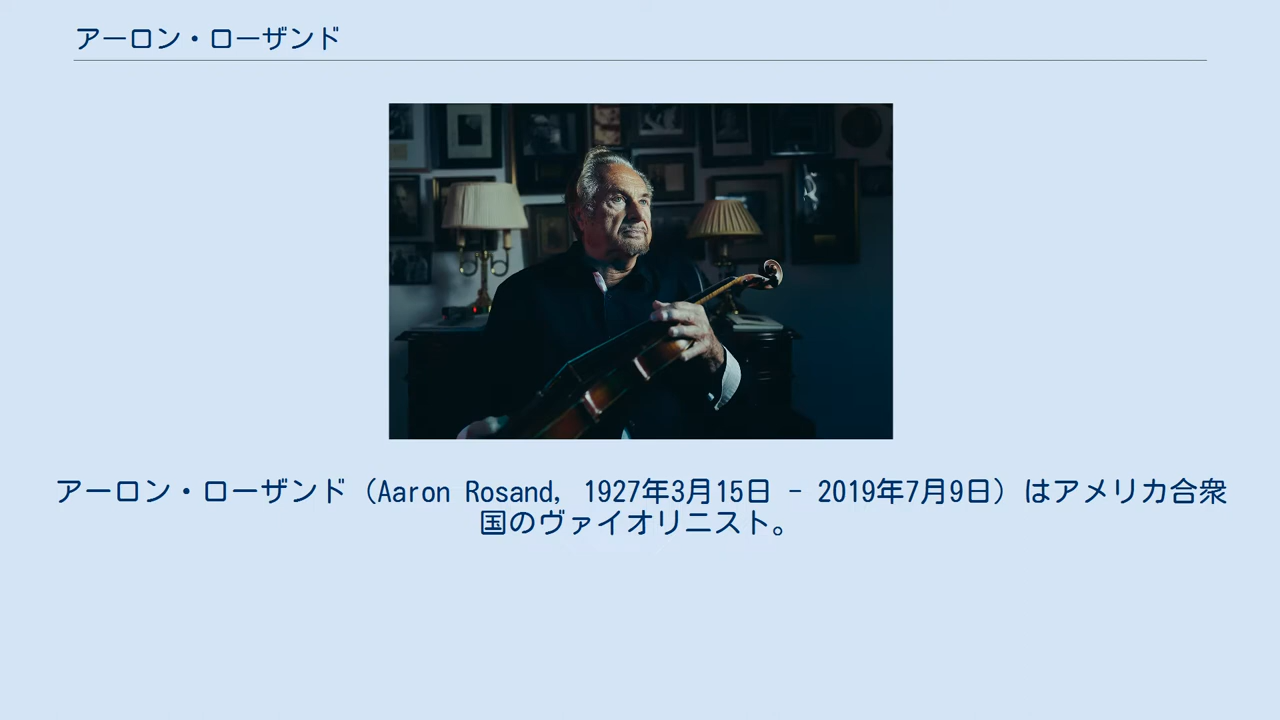 アーロン・ローザンド
アーロン・ローザンド（Aaron Rosand, 1927年3月15日 - 2019年7月9日）はアメリカ合衆
国のヴァイオリニスト。